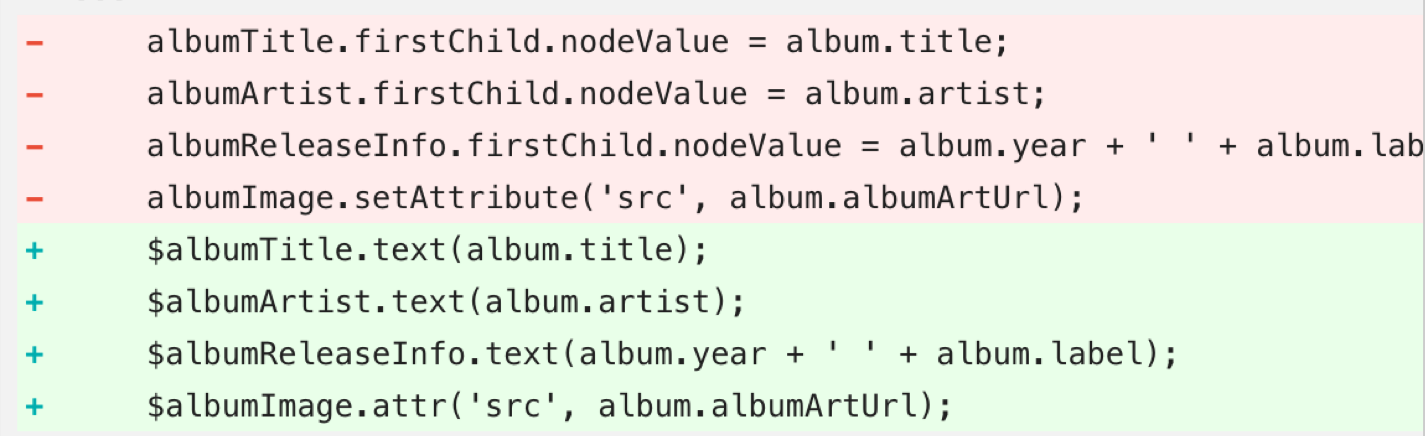 - albumTitle.firstChild.nodeValue = album.title;
- albumArtist.firstChild.nodeValue = album.artist;
- albumReleaseInfo.firstChild.nodeValue = album.year + ' ' + album.lab
- albumImage.setAttribute('src', album.albumArtUrl);
+ $albumTitle.text(album.title);
+ $albumArtist.text(album.artist);
+ $albumReleaseInfo.text(album.year + ' ' + album.label);
+ $albumImage.attr('src', album.albumArtUrl);